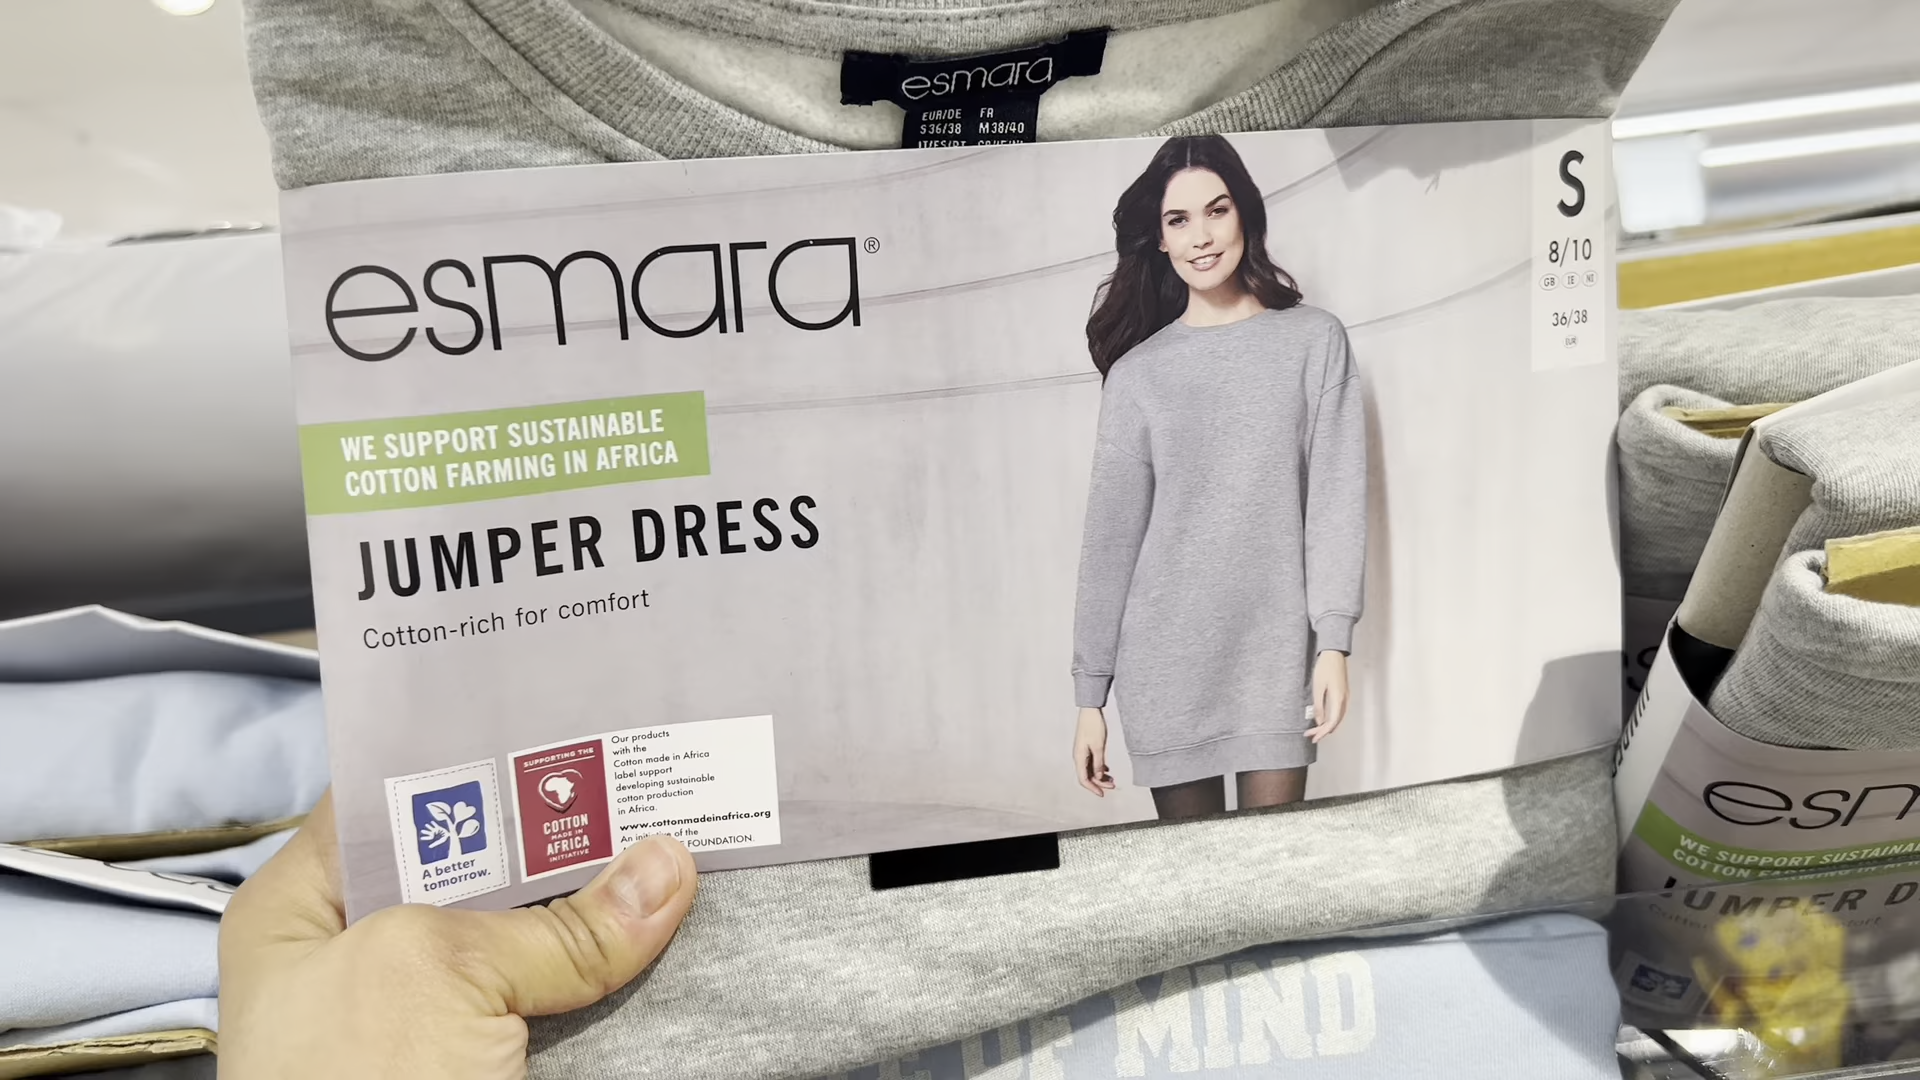 esmara
EUR/DE FR
S36/38 M38/40
esmara®
S
8/10
GB IE NI
36/38
EUR
WE SUPPORT SUSTAINABLE
COTTON FARMING IN AFRICA
JUMPER DRESS
Cotton-rich for comfort
A better
tomorrow.
SUPPORTING THE
COTTON
MADE IN
AFRICA
INITIATIVE
Our products
with the
Cotton made in Africa
label support
developing sustainable
cotton production
in Africa.
www.cottonmadeinafrica.org
An of the
FOUNDATION.
OF MIND
esm
WE SUPPORT SUSTAINA
COTTON
JUMPER D